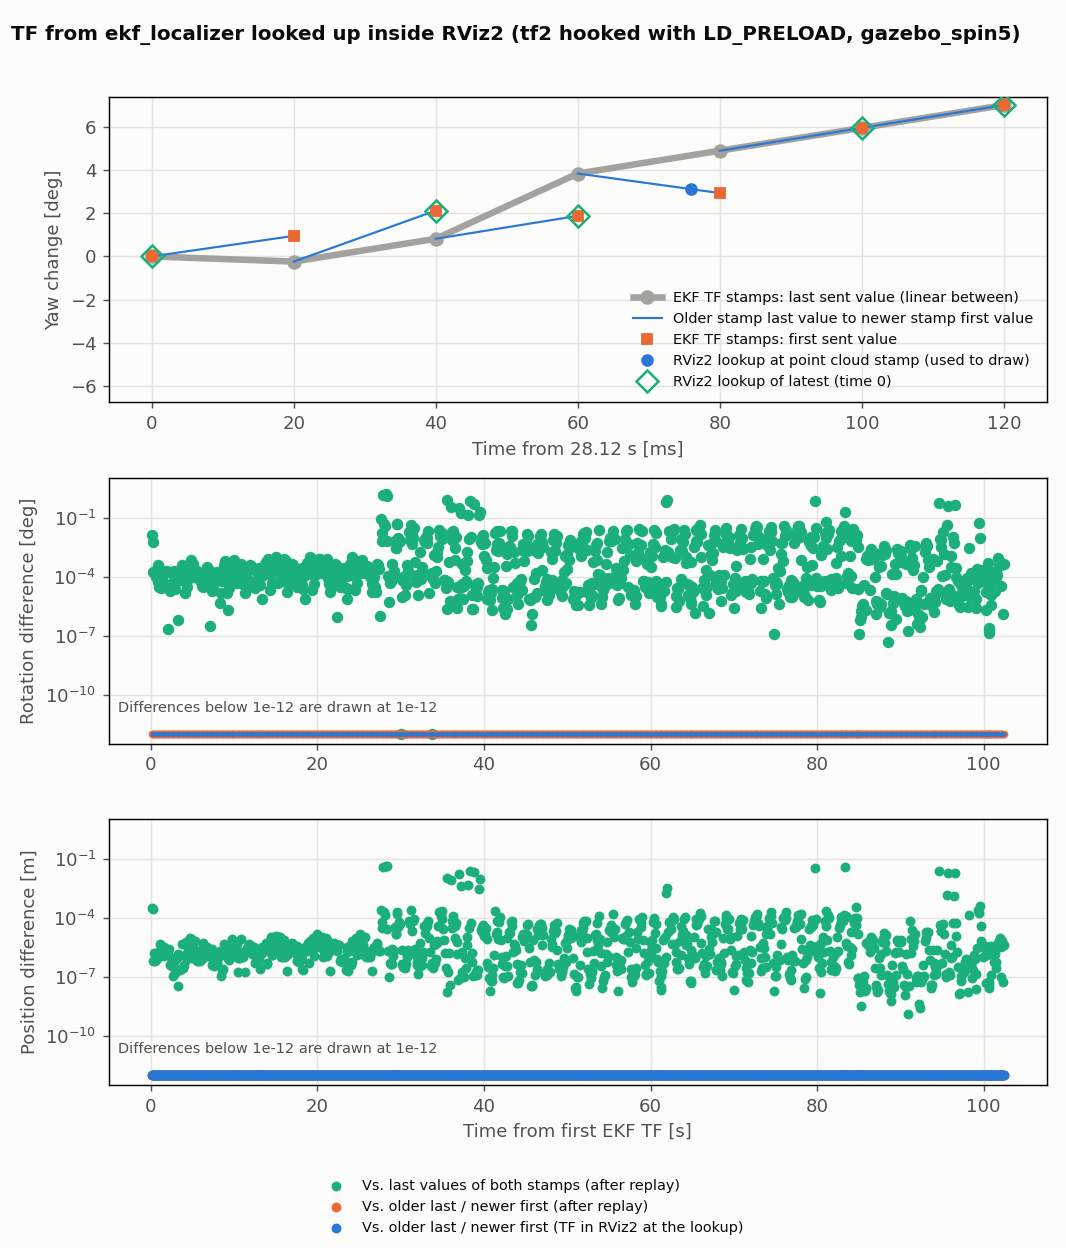 TF from ekf_localizer looked up inside RViz2 (tf2 hooked with LD_PRELOAD, gazebo_spin5)
Yaw change [deg]
6
4
2
0
−2
−4
−6
EKF TF stamps: last sent value (linear between)
Older stamp last value to newer stamp first value
EKF TF stamps: first sent value
RViz2 lookup at point cloud stamp (used to draw)
RViz2 lookup of latest (time 0)
0 20 40 60 80 100 120
Time from 28.12 s [ms]
Rotation difference [deg]
10⁻¹
10⁻⁴
10⁻⁷
10⁻¹⁰
Differences below 1e-12 are drawn at 1e-12
0 20 40 60 80 100
Position difference [m]
10⁻¹
10⁻⁴
10⁻⁷
10⁻¹⁰
Differences below 1e-12 are drawn at 1e-12
0 20 40 60 80 100
Time from first EKF TF [s]
Vs. last values of both stamps (after replay)
Vs. older last / newer first (after replay)
Vs. older last / newer first (TF in RViz2 at the lookup)